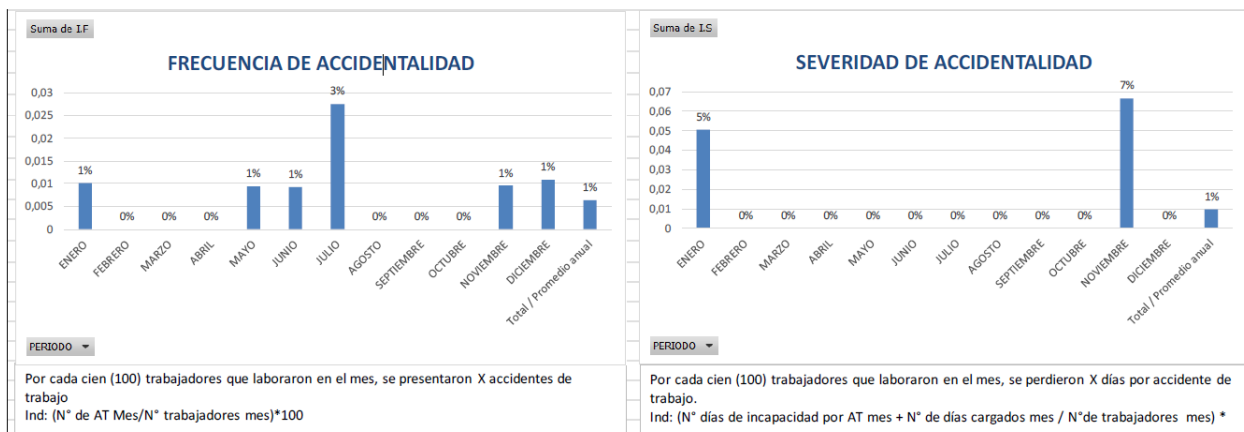 Suma de I.F
FRECUENCIA DE ACCIDENTALIDAD
0,03
0,025
0,02
0,015
0,01
0,005
0
1%
0%
0%
0%
1%
1%
3%
0%
0%
0%
1%
1%
1%
ENERO
FEBRERO
MARZO
ABRIL
MAYO
JUNIO
JULIO
AGOSTO
SEPTIEMBRE
OCTUBRE
NOVIEMBRE
DICIEMBRE
Total / Promedio anual
PERIODO
Por cada cien (100) trabajadores que laboraron en el mes, se presentaron X accidentes de
trabajo
Ind: (N° de AT Mes/N° trabajadores mes)*100
Suma de I.S
SEVERIDAD DE ACCIDENTALIDAD
0,07
0,06
0,05
0,04
0,03
0,02
0,01
0
5%
0%
0%
0%
0%
0%
0%
0%
0%
0%
7%
0%
1%
ENERO
FEBRERO
MARZO
ABRIL
MAYO
JUNIO
JULIO
AGOSTO
SEPTIEMBRE
OCTUBRE
NOVIEMBRE
DICIEMBRE
Total / Promedio anual
PERIODO
Por cada cien (100) trabajadores que laboraron en el mes, se perdieron X días por accidente de
trabajo.
Ind: (N° días de incapacidad por AT mes + N° de días cargados mes / N°de trabajadores mes) *